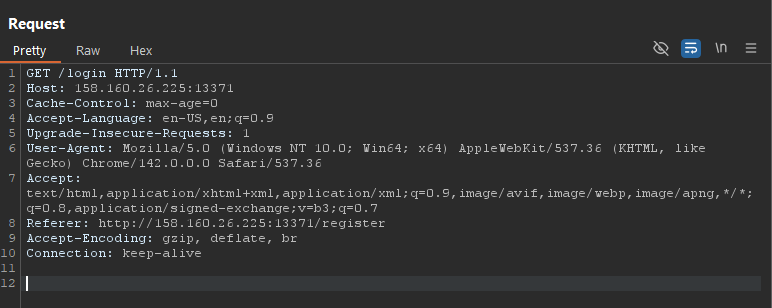 Request
Pretty Raw Hex
\n
1 GET /login HTTP/1.1
2 Host: 158.160.26.225:13371
3 Cache-Control: max-age=0
4 Accept-Language: en-US,en;q=0.9
5 Upgrade-Insecure-Requests: 1
6 User-Agent: Mozilla/5.0 (Windows NT 10.0; Win64; x64) AppleWebKit/537.36 (KHTML, like
Gecko) Chrome/142.0.0.0 Safari/537.36
7 Accept:
text/html,application/xhtml+xml,application/xml;q=0.9,image/avif,image/webp,image/apng,*/*;
q=0.8,application/signed-exchange;v=b3;q=0.7
8 Referer: http://158.160.26.225:13371/register
9 Accept-Encoding: gzip, deflate, br
10 Connection: keep-alive
11
12